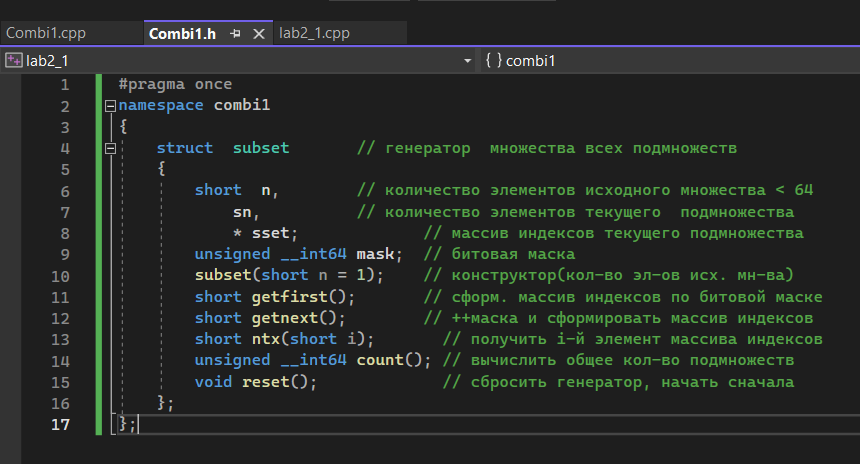 Combi1.cpp
Combi1.h
lab2_1.cpp
lab2_1
{ } combi1
1 #pragma once
2 namespace combi1
3 {
4 struct subset // генератор множества всех подмножеств
5 {
6 short n, // количество элементов исходного множества < 64
7 sn, // количество элементов текущего подмножества
8 * sset; // массив индексов текущего подмножества
9 unsigned __int64 mask; // битовая маска
10 subset(short n = 1); // конструктор(кол-во эл-ов исх. мн-ва)
11 short getfirst(); // сформ. массив индексов по битовой маске
12 short getnext(); // ++маска и сформировать массив индексов
13 short ntx(short i); // получить i-й элемент массива индексов
14 unsigned __int64 count(); // вычислить общее кол-во подмножеств
15 void reset(); // сбросить генератор, начать сначала
16 };
17 };